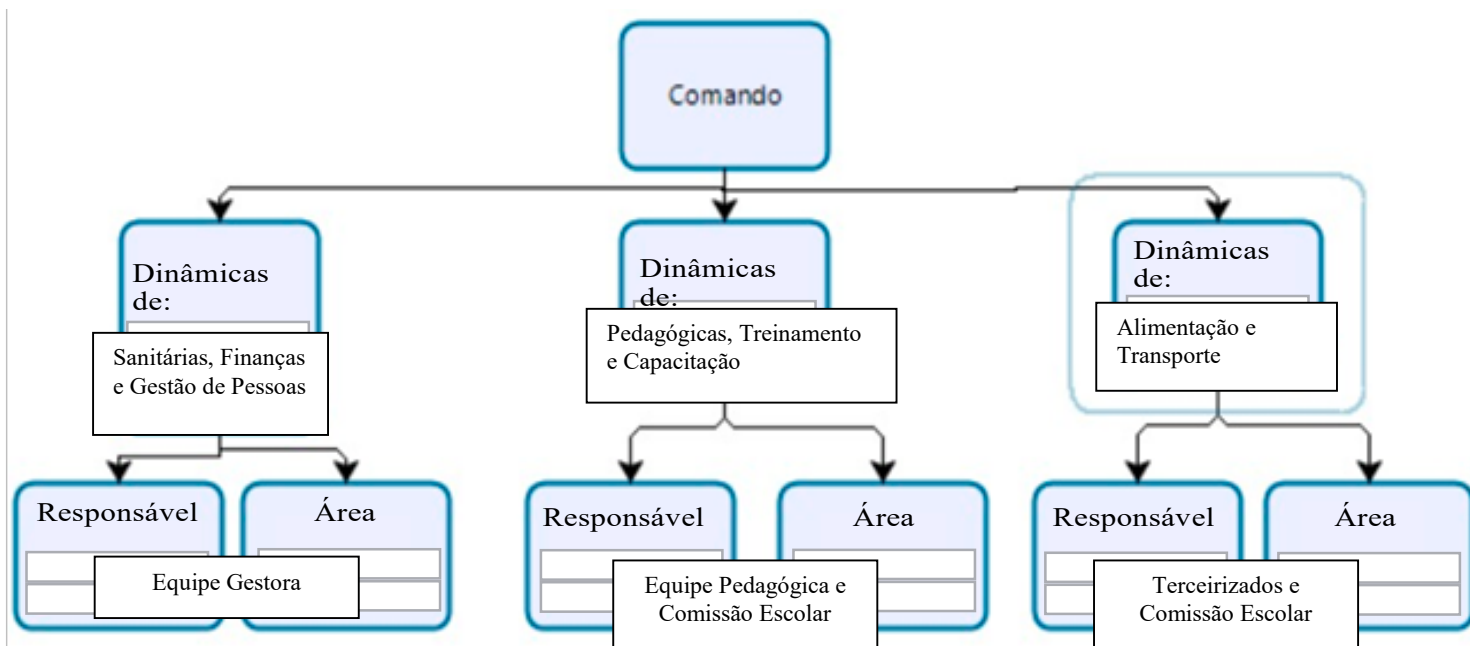 Comando
Dinâmicas
de:
Sanitárias, Finanças
e Gestão de Pessoas
Dinâmicas
de:
Pedagógicas, Treinamento
e Capacitação
Dinâmicas
de:
Alimentação e
Transporte
Responsável
Área
Equipe Gestora
Responsável
Área
Equipe Pedagógica e
Comissão Escolar
Responsável
Área
Terceirizados e
Comissão Escolar